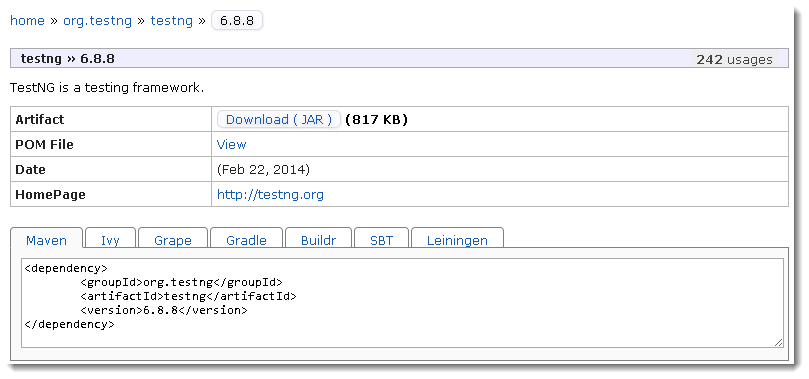 home » org.testng » testng » 6.8.8
testng » 6.8.8 242 usages
TestNG is a testing framework.
Artifact Download ( JAR ) (817 KB)
POM File View
Date (Feb 22, 2014)
HomePage http://testng.org
Maven Ivy Grape Gradle Buildr SBT Leiningen
<dependency>
<groupId>org.testng</groupId>
<artifactId>testng</artifactId>
<version>6.8.8</version>
</dependency>